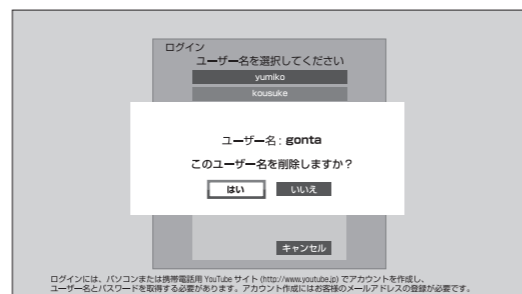 ログイン
ユーザー名を選択してください
yumiko
kousuke
ユーザー名 : gonta
このユーザー名を削除しますか？
はい
いいえ
キャンセル
ログインには、パソコンまたは携帯電話用 YouTube サイト (http://www.youtube.jp) でアカウントを作成し、
ユーザー名とパスワードを取得する必要があります。アカウント作成にはお客様のメールアドレスの登録が必要です。